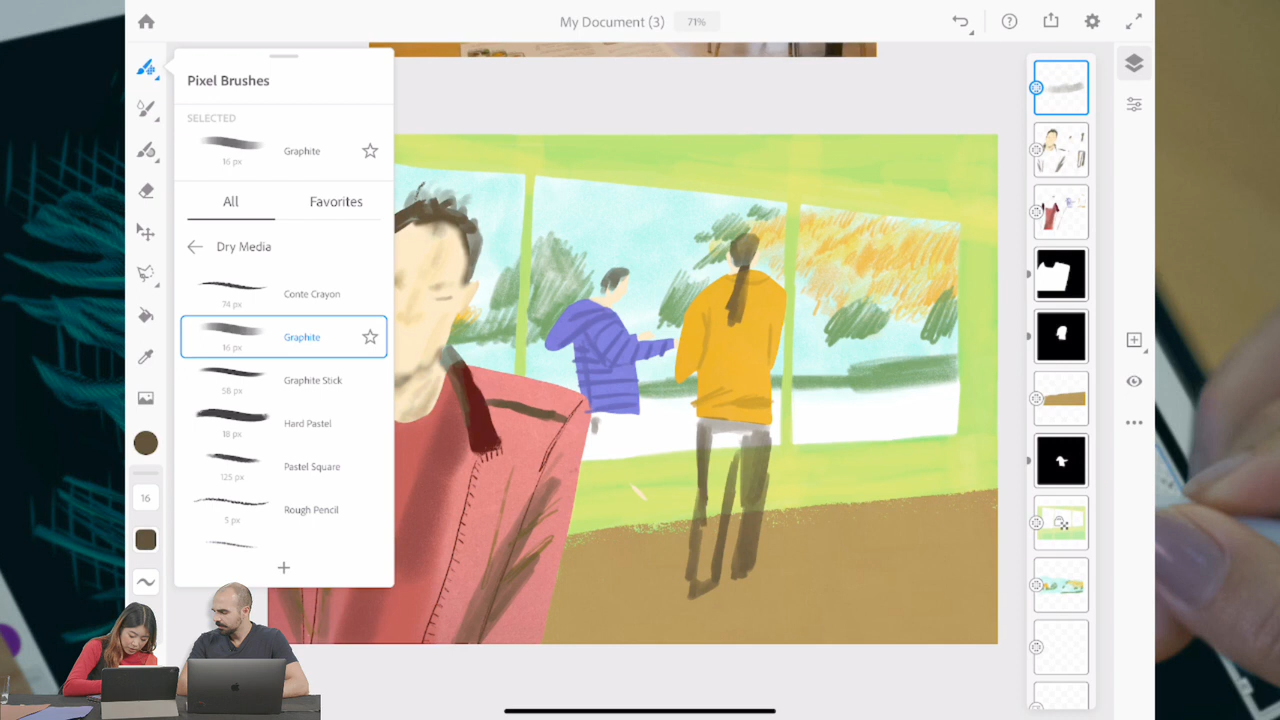 My Document (3)
71%
Pixel Brushes
SELECTED
Graphite
16 px
All
Favorites
Dry Media
Conte Crayon
74 px
Graphite
16 px
Graphite Stick
58 px
Hard Pastel
18 px
Pastel Square
125 px
Rough Pencil
5 px
16